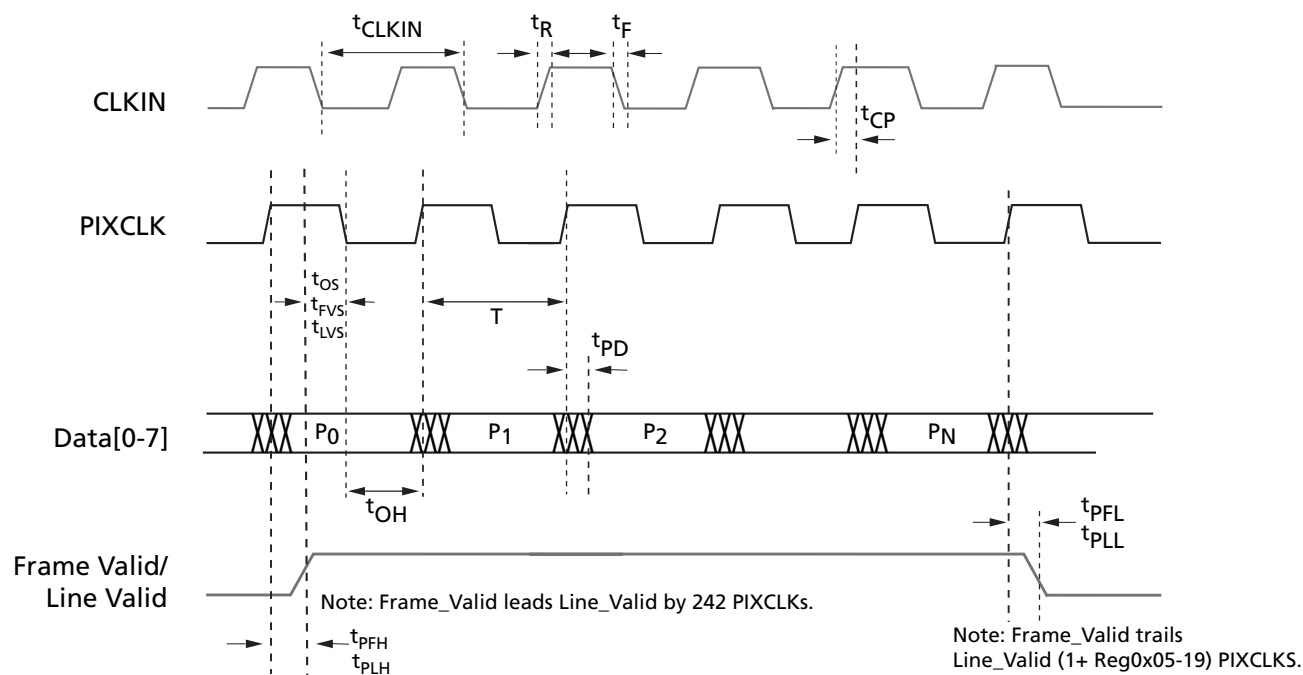 tCLKIN
tR
tF
CLKIN
tCP
PIXCLK
tOS
tFVS
tLVS
T
tPD
Data[0-7]
P0
P1
P2
PN
tOH
tPFL
tPLL
Frame Valid/
Line Valid
Note: Frame_Valid leads Line_Valid by 242 PIXCLKs.
tPFH
tPLH
Note: Frame_Valid trails
Line_Valid (1+ Reg0x05-19) PIXCLKS.